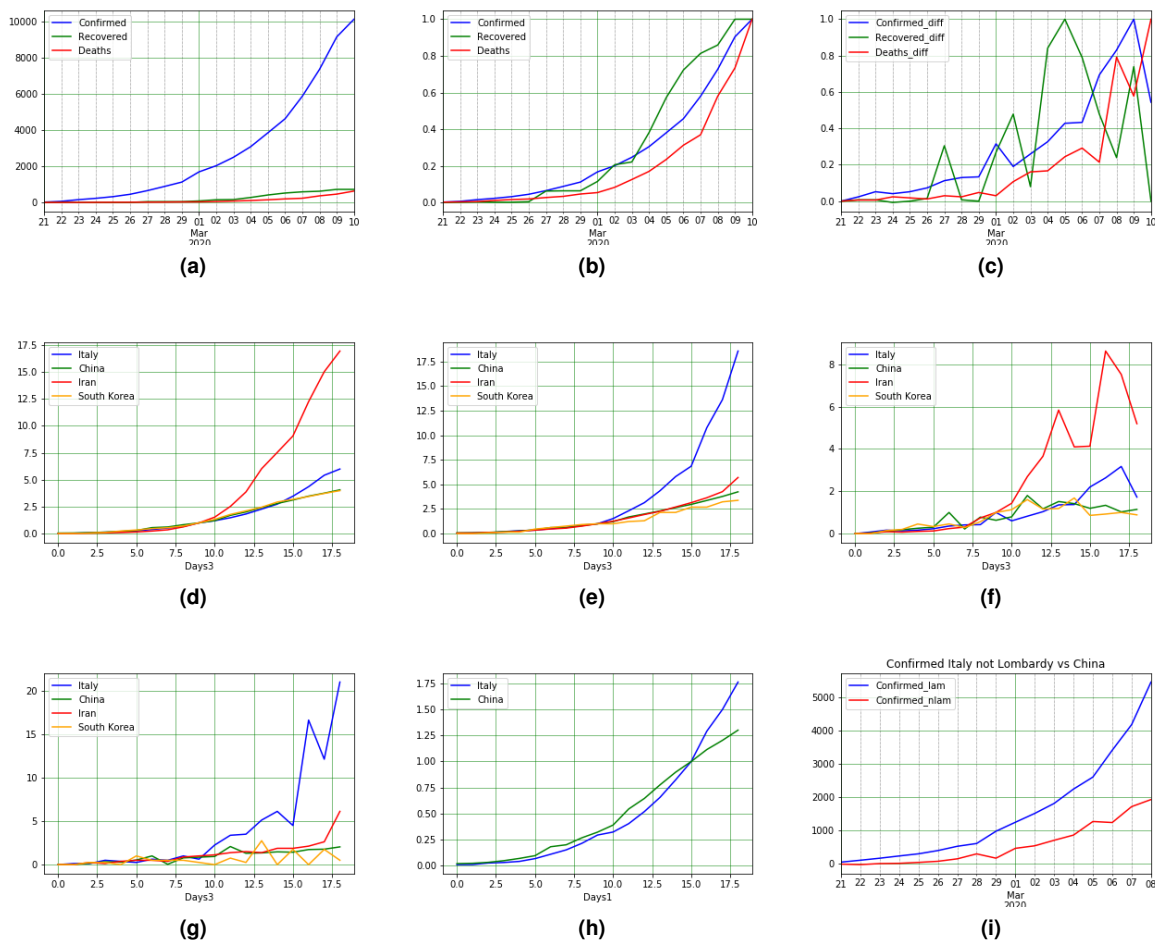 10000
8000
6000
4000
2000
0
Confirmed
Recovered
Deaths
21 22 23 24 25 26 27 28 29 01 02 03 04 05 06 07 08 09 10
Mar
2020
(a)
1.0
0.8
0.6
0.4
0.2
0.0
Confirmed
Recovered
Deaths
21 22 23 24 25 26 27 28 29 01 02 03 04 05 06 07 08 09 10
Mar
2020
(b)
1.0
0.8
0.6
0.4
0.2
0.0
Confirmed_diff
Recovered_diff
Deaths_diff
21 22 23 24 25 26 27 28 29 01 02 03 04 05 06 07 08 09 10
Mar
2020
(c)
17.5
15.0
12.5
10.0
7.5
5.0
2.5
0.0
Italy
China
Iran
South Korea
0.0 2.5 5.0 7.5 10.0 12.5 15.0 17.5
Days3
(d)
17.5
15.0
12.5
10.0
7.5
5.0
2.5
0.0
Italy
China
Iran
South Korea
0.0 2.5 5.0 7.5 10.0 12.5 15.0 17.5
Days3
(e)
8
6
4
2
0
Italy
China
Iran
South Korea
0.0 2.5 5.0 7.5 10.0 12.5 15.0 17.5
Days3
(f)
20
15
10
5
0
Italy
China
Iran
South Korea
0.0 2.5 5.0 7.5 10.0 12.5 15.0 17.5
Days3
(g)
1.75
1.50
1.25
1.00
0.75
0.50
0.25
0.00
Italy
China
0.0 2.5 5.0 7.5 10.0 12.5 15.0 17.5
Days1
(h)
Confirmed Italy not Lombardy vs China
5000
4000
3000
2000
1000
0
Confirmed_lam
Confirmed_nlam
21 22 23 24 25 26 27 28 29 01 02 03 04 05 06 07 08
Mar
2020
(i)